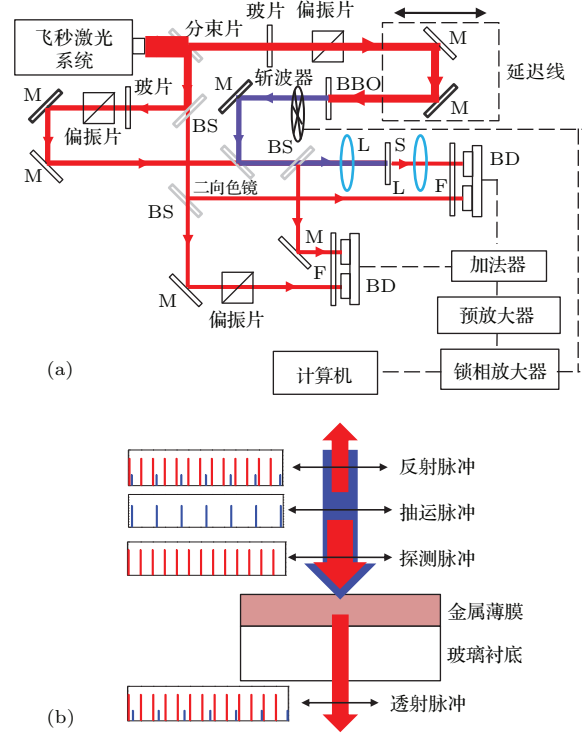 飞秒激光
系统
分束片
玻片
偏振片
M
延迟线
M
M
玻片
M
斩波器
BBO
偏振片
BS
M
BS
L
S
BD
二向色镜
L
F
BS
M
F
加法器
M
偏振片
BD
预放大器
(a)
计算机
锁相放大器
反射脉冲
抽运脉冲
探测脉冲
金属薄膜
玻璃衬底
(b)
透射脉冲